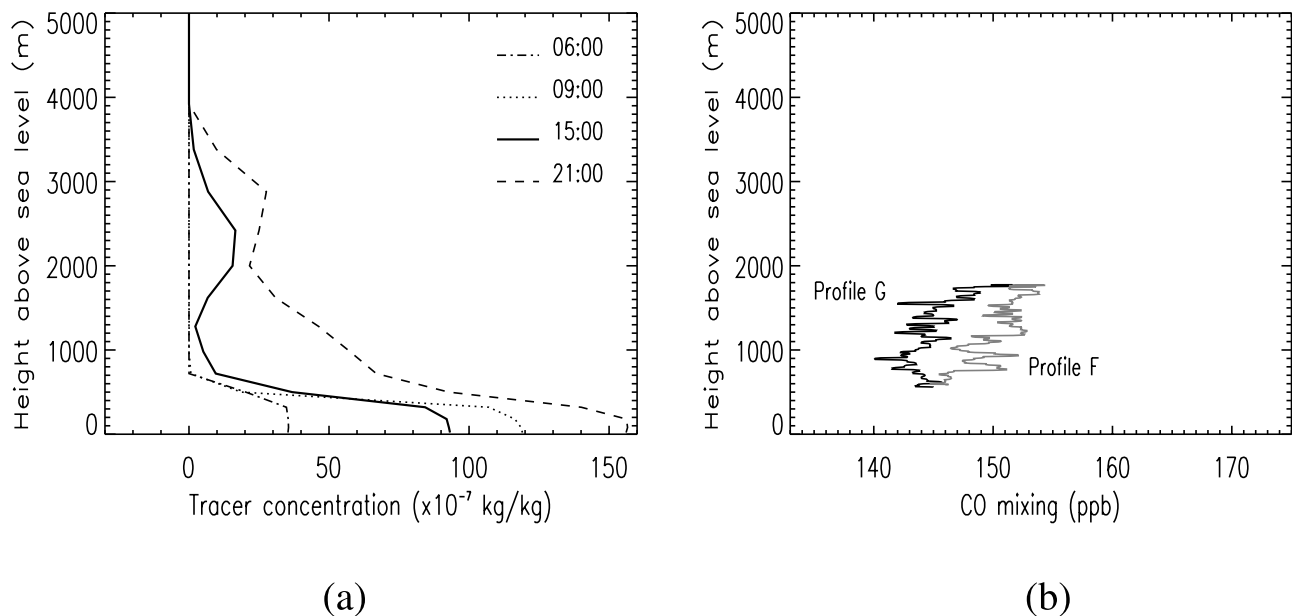 Height above sea level (m)
5000
4000
3000
2000
1000
0
06:00
09:00
15:00
21:00
0 50 100 150
Tracer concentration (x10⁻⁷ kg/kg)
(a)
Height above sea level (m)
5000
4000
3000
2000
1000
0
Profile G
Profile F
140 150 160 170
CO mixing (ppb)
(b)